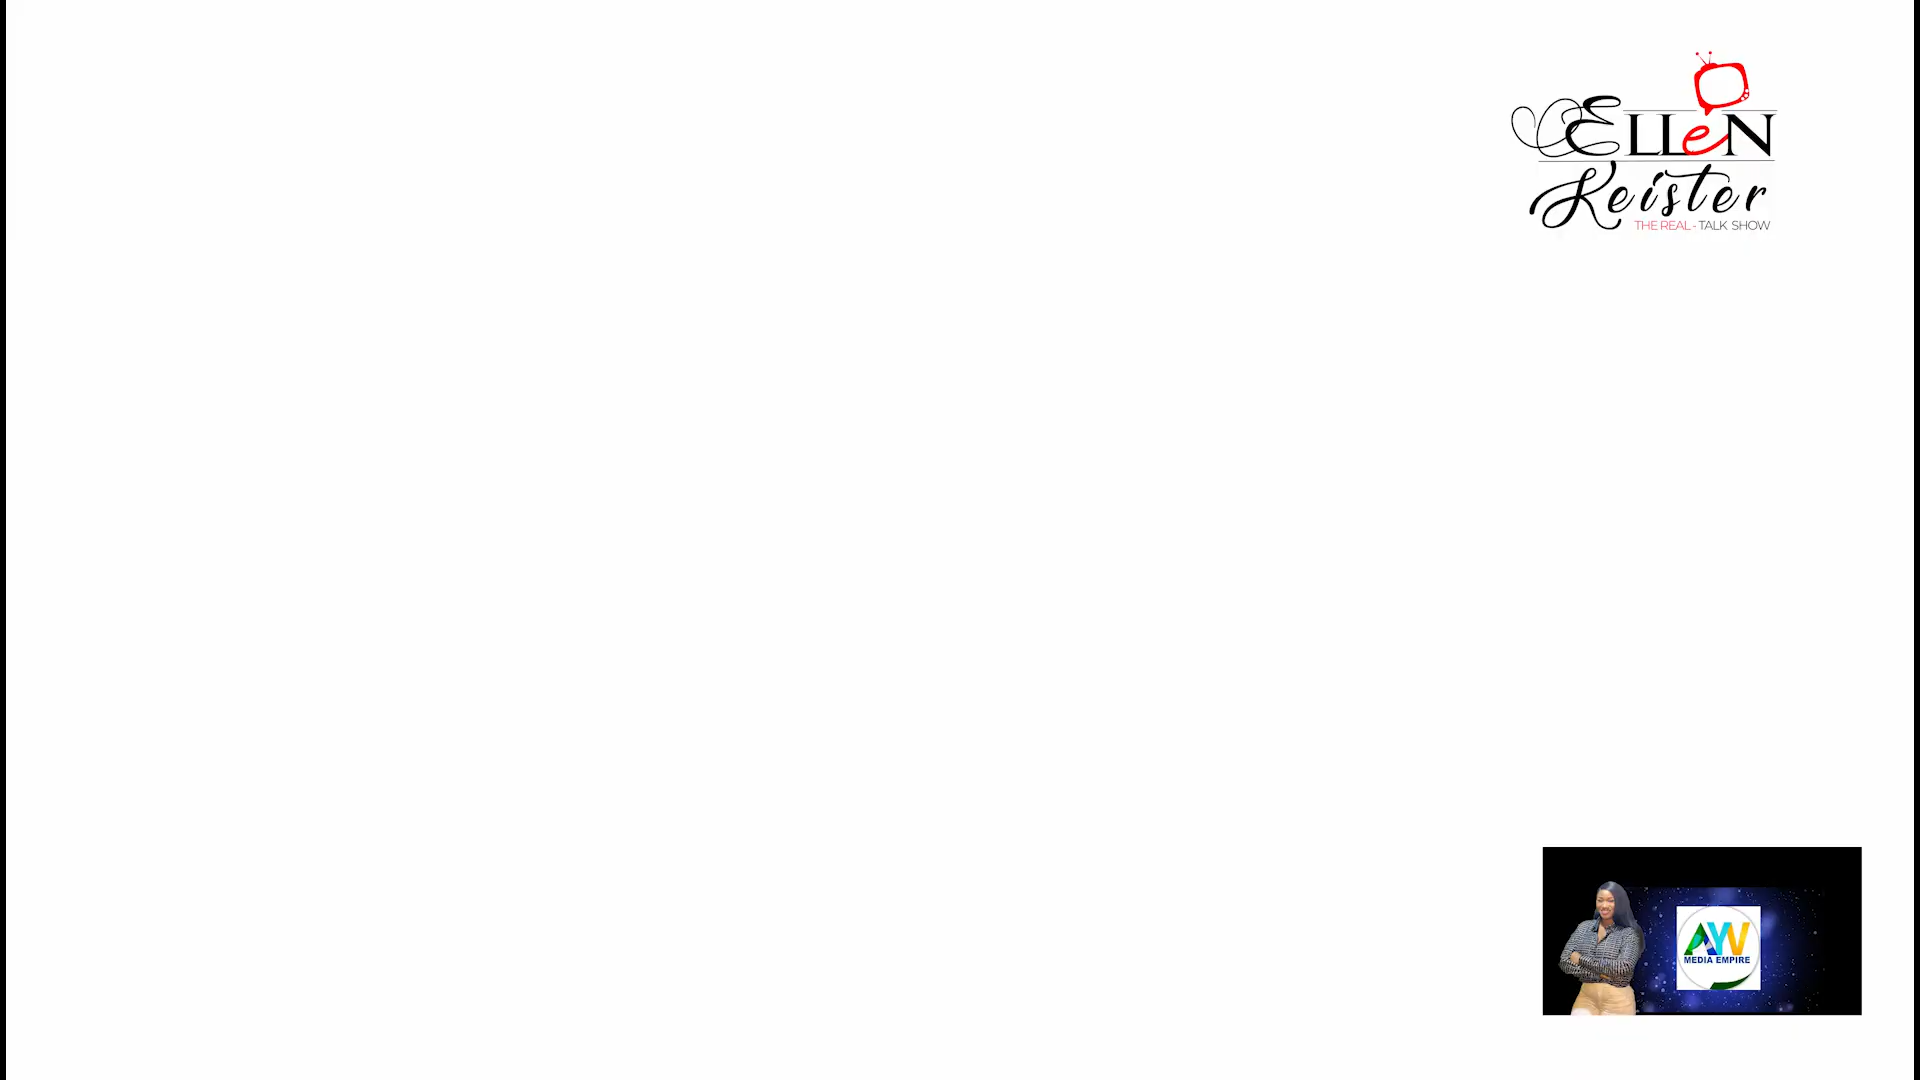 ELLeN
Keister
THE REAL - TALK SHOW
AYV
MEDIA EMPIRE